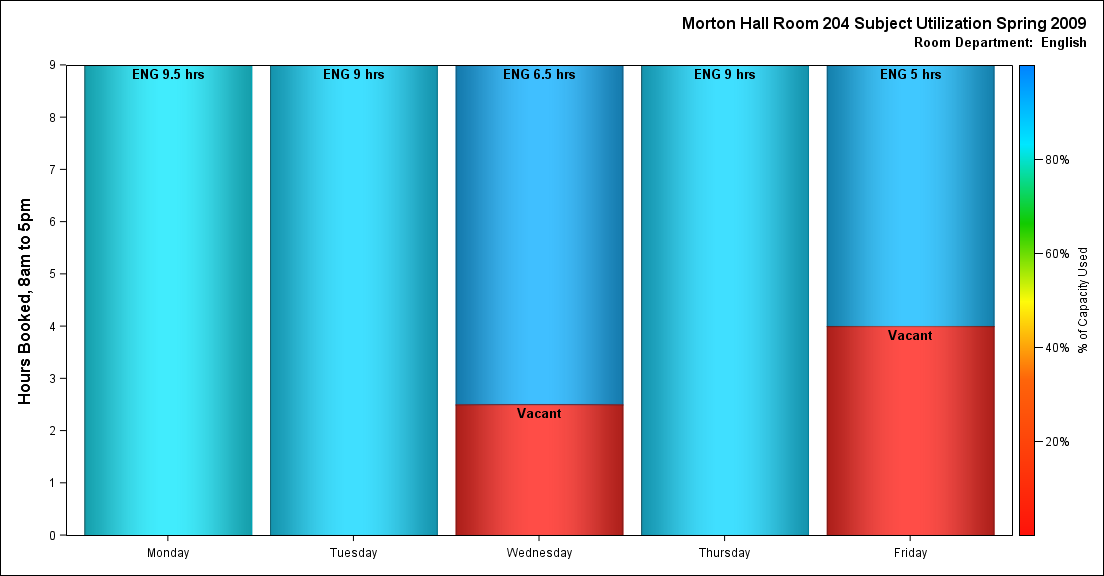 Morton Hall Room 204 Subject Utilization Spring 2009
Room Department:  English
Hours Booked, 8am to 5pm
9
8
7
6
5
4
3
2
1
0
ENG 9.5 hrs
ENG 9 hrs
ENG 6.5 hrs
ENG 9 hrs
ENG 5 hrs
Vacant
Vacant
Monday
Tuesday
Wednesday
Thursday
Friday
80%
60%
40%
20%
% of Capacity Used